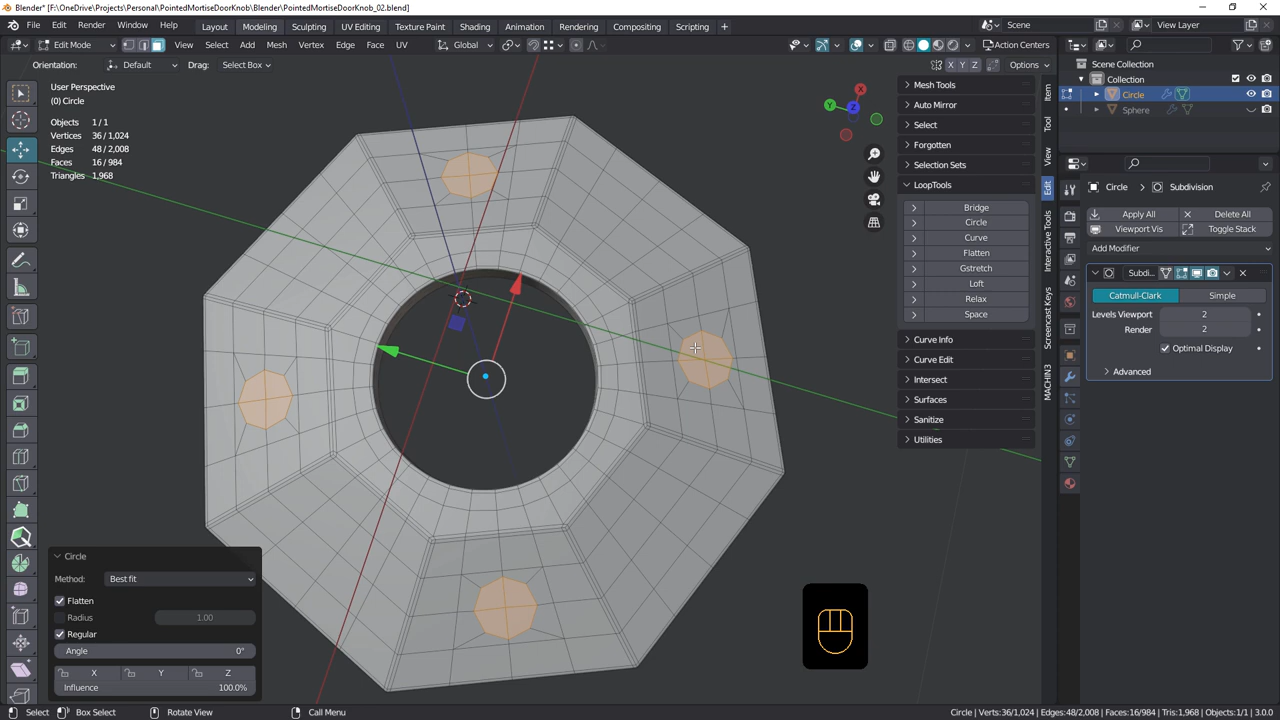 Blender* [F:\OneDrive\Projects\Personal\PointedMortiseDoorKnob\Blender\PointedMortiseDoorKnob_02.blend]
File Edit Render Window Help Layout Modeling Sculpting UV Editing Texture Paint Shading Animation Rendering Compositing Scripting + Scene View Layer
Edit Mode View Select Add Mesh Vertex Edge Face UV Global Action Centers
Orientation: Default Drag: Select Box X Y Z Options
User Perspective
(0) Circle
Objects 1 / 1
Vertices 36 / 1,024
Edges 48 / 2,008
Faces 16 / 984
Triangles 1,968
X
Y
Z
Mesh Tools
Auto Mirror
Select
Forgotten
Selection Sets
LoopTools
Bridge
Circle
Curve
Flatten
Gstretch
Loft
Relax
Space
Curve Info
Curve Edit
Intersect
Surfaces
Sanitize
Utilities
Item
Tool
View
Edit
Interactive Tools
Screencast Keys
MACHIN3
Scene Collection
Collection
Circle
Sphere
Circle Subdivision
Apply All Delete All
Viewport Vis Toggle Stack
Add Modifier
Subdi...
Catmull-Clark Simple
Levels Viewport 2
Render 2
Optimal Display
Advanced
Circle
Method: Best fit
Flatten
Radius 1.00
Regular
Angle 0°
X Y Z
Influence 100.0%
Select Box Select Rotate View Call Menu Circle | Verts:36/1,024 | Edges:48/2,008 | Faces:16/984 | Tris:1,968 | Objects:1/1 | 3.0.0